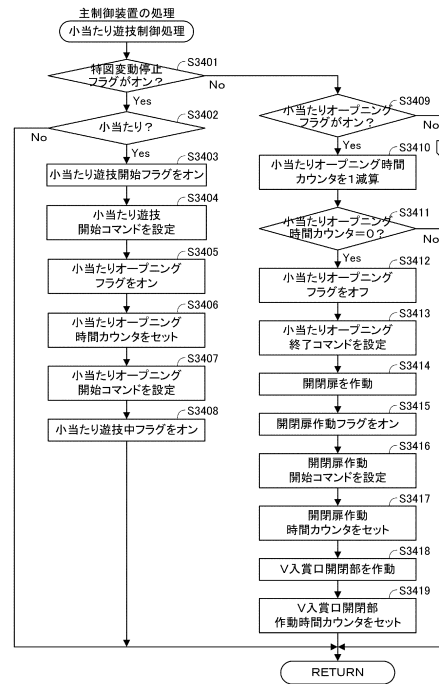 主制御装置の処理
小当たり遊技制御処理
S3401
特図変動停止
フラグがオン？
No
Yes
S3402
小当たり？
No
Yes
S3403
小当たり遊技開始フラグをオン
S3404
小当たり遊技
開始コマンドを設定
S3405
小当たりオープニング
フラグをオン
S3406
小当たりオープニング
時間カウンタをセット
S3407
小当たりオープニング
開始コマンドを設定
S3408
小当たり遊技中フラグをオン
S3409
小当たりオープニング
フラグがオン？
No
Yes
S3410
小当たりオープニング時間
カウンタを1減算
S3411
小当たりオープニング
時間カウンタ=0？
No
Yes
S3412
小当たりオープニング
フラグをオフ
S3413
小当たりオープニング
終了コマンドを設定
S3414
開閉扉を作動
S3415
開閉扉作動フラグをオン
S3416
開閉扉作動
開始コマンドを設定
S3417
開閉扉作動
時間カウンタをセット
S3418
V入賞口開閉部を作動
S3419
V入賞口開閉部
作動時間カウンタをセット
RETURN